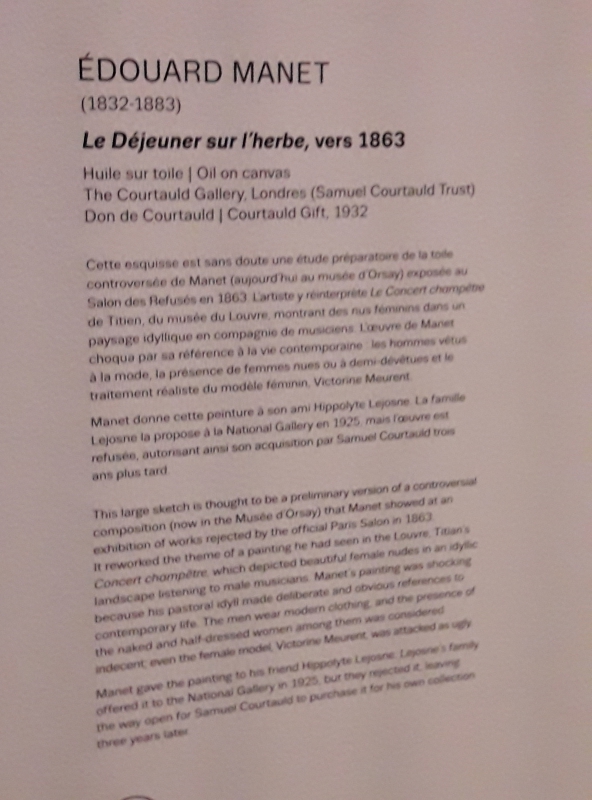 ÉDOUARD MANET
(1832-1883)
Le Déjeuner sur l'herbe, vers 1863
Huile sur toile | Oil on canvas
The Courtauld Gallery, Londres (Samuel Courtauld Trust)
Don de Courtauld | Courtauld Gift, 1932
Cette esquisse est sans doute une étude préparatoire de la toile
controversée de Manet (aujourd'hui au musée d'Orsay) exposée au
Salon des Refusés en 1863. L'artiste y réinterprète Le Concert champêtre
de Titien, du musée du Louvre, montrant des nus féminins dans un
paysage idyllique en compagnie de musiciens. L'œuvre de Manet
choqua par sa référence à la vie contemporaine : les hommes vêtus
à la mode, la présence de femmes nues ou à demi-dévêtues et le
traitement réaliste du modèle féminin, Victorine Meurent.
Manet donne cette peinture à son ami Hippolyte Lejosne. La famille
Lejosne la propose à la National Gallery en 1925, mais l'œuvre est
refusée, autorisant ainsi son acquisition par Samuel Courtauld trois
ans plus tard.
This large sketch is thought to be a preliminary version of a controversial
composition (now in the Musée d'Orsay) that Manet showed at an
exhibition of works rejected by the official Paris Salon in 1863.
It reworked the theme of a painting he had seen in the Louvre, Titian's
Concert champêtre, which depicted beautiful female nudes in an idyllic
landscape listening to male musicians. Manet's painting was shocking
because his pastoral idyll made deliberate and obvious references to
contemporary life. The men wear modern clothing, and the presence of
the naked and half-dressed women among them was considered
indecent; even the female model, Victorine Meurent, was attacked as ugly.
Manet gave the painting to his friend Hippolyte Lejosne. Lejosne's family
offered it to the National Gallery in 1925, but they rejected it, leaving
the way open for Samuel Courtauld to purchase it for his own collection
three years later.